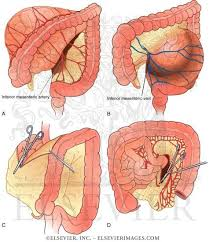 Inferior mesenteric artery
Inferior mesenteric vein
A
B
C
D
© ELSEVIER, INC. – ELSEVIERIMAGES.COM